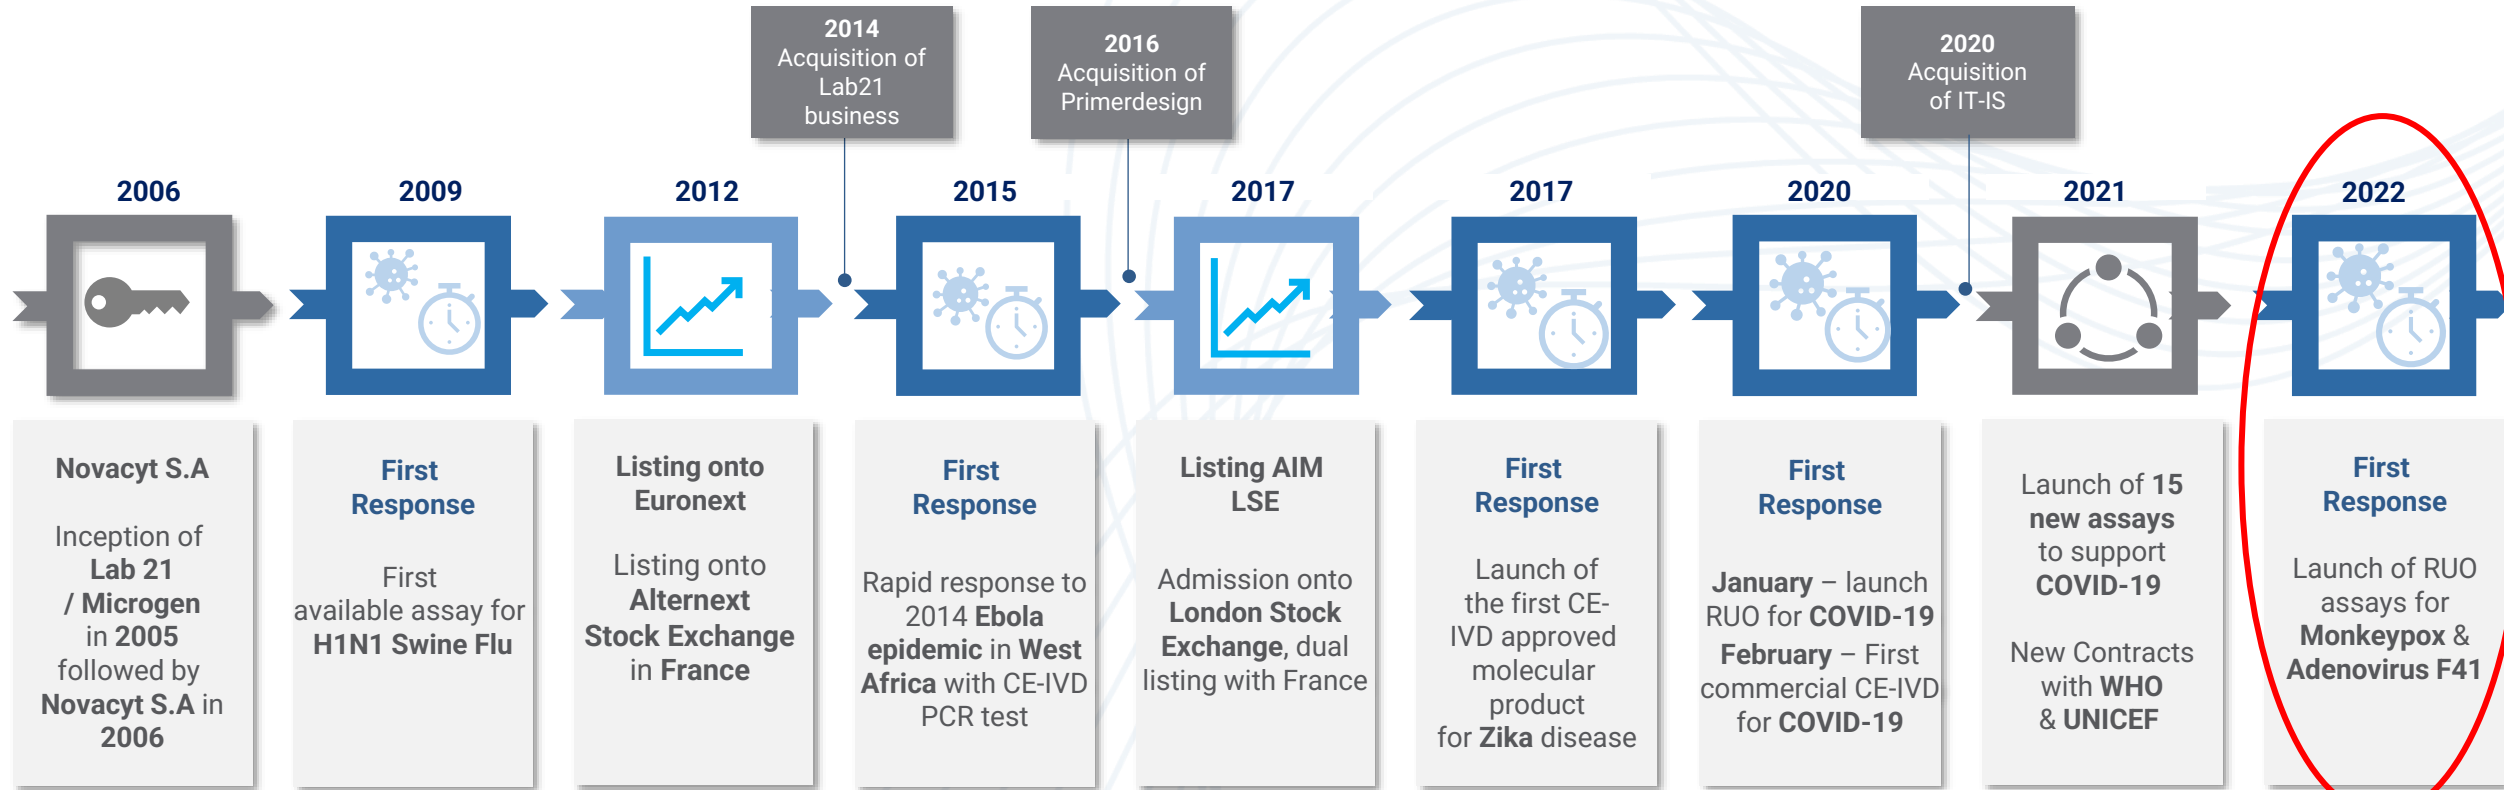 2014
Acquisition of
Lab21
business
2016
Acquisition of
Primerdesign
2020
Acquisition
of IT-IS
2006
2009
2012
2015
2017
2017
2020
2021
2022
Novacyt S.A
Inception of
Lab 21
/ Microgen
in 2005
followed by
Novacyt S.A in
2006
First
Response
First
available assay for
H1N1 Swine Flu
Listing onto
Euronext
Listing onto
Alternext
Stock Exchange
in France
First
Response
Rapid response to
2014 Ebola
epidemic in West
Africa with CE-IVD
PCR test
Listing AIM
LSE
Admission onto
London Stock
Exchange, dual
listing with France
First
Response
Launch of
the first CE-
IVD approved
molecular
product
for Zika disease
First
Response
January – launch
RUO for COVID-19
February – First
commercial CE-IVD
for COVID-19
Launch of 15
new assays
to support
COVID-19
New Contracts
with WHO
& UNICEF
First
Response
Launch of RUO
assays for
Monkeypox &
Adenovirus F41